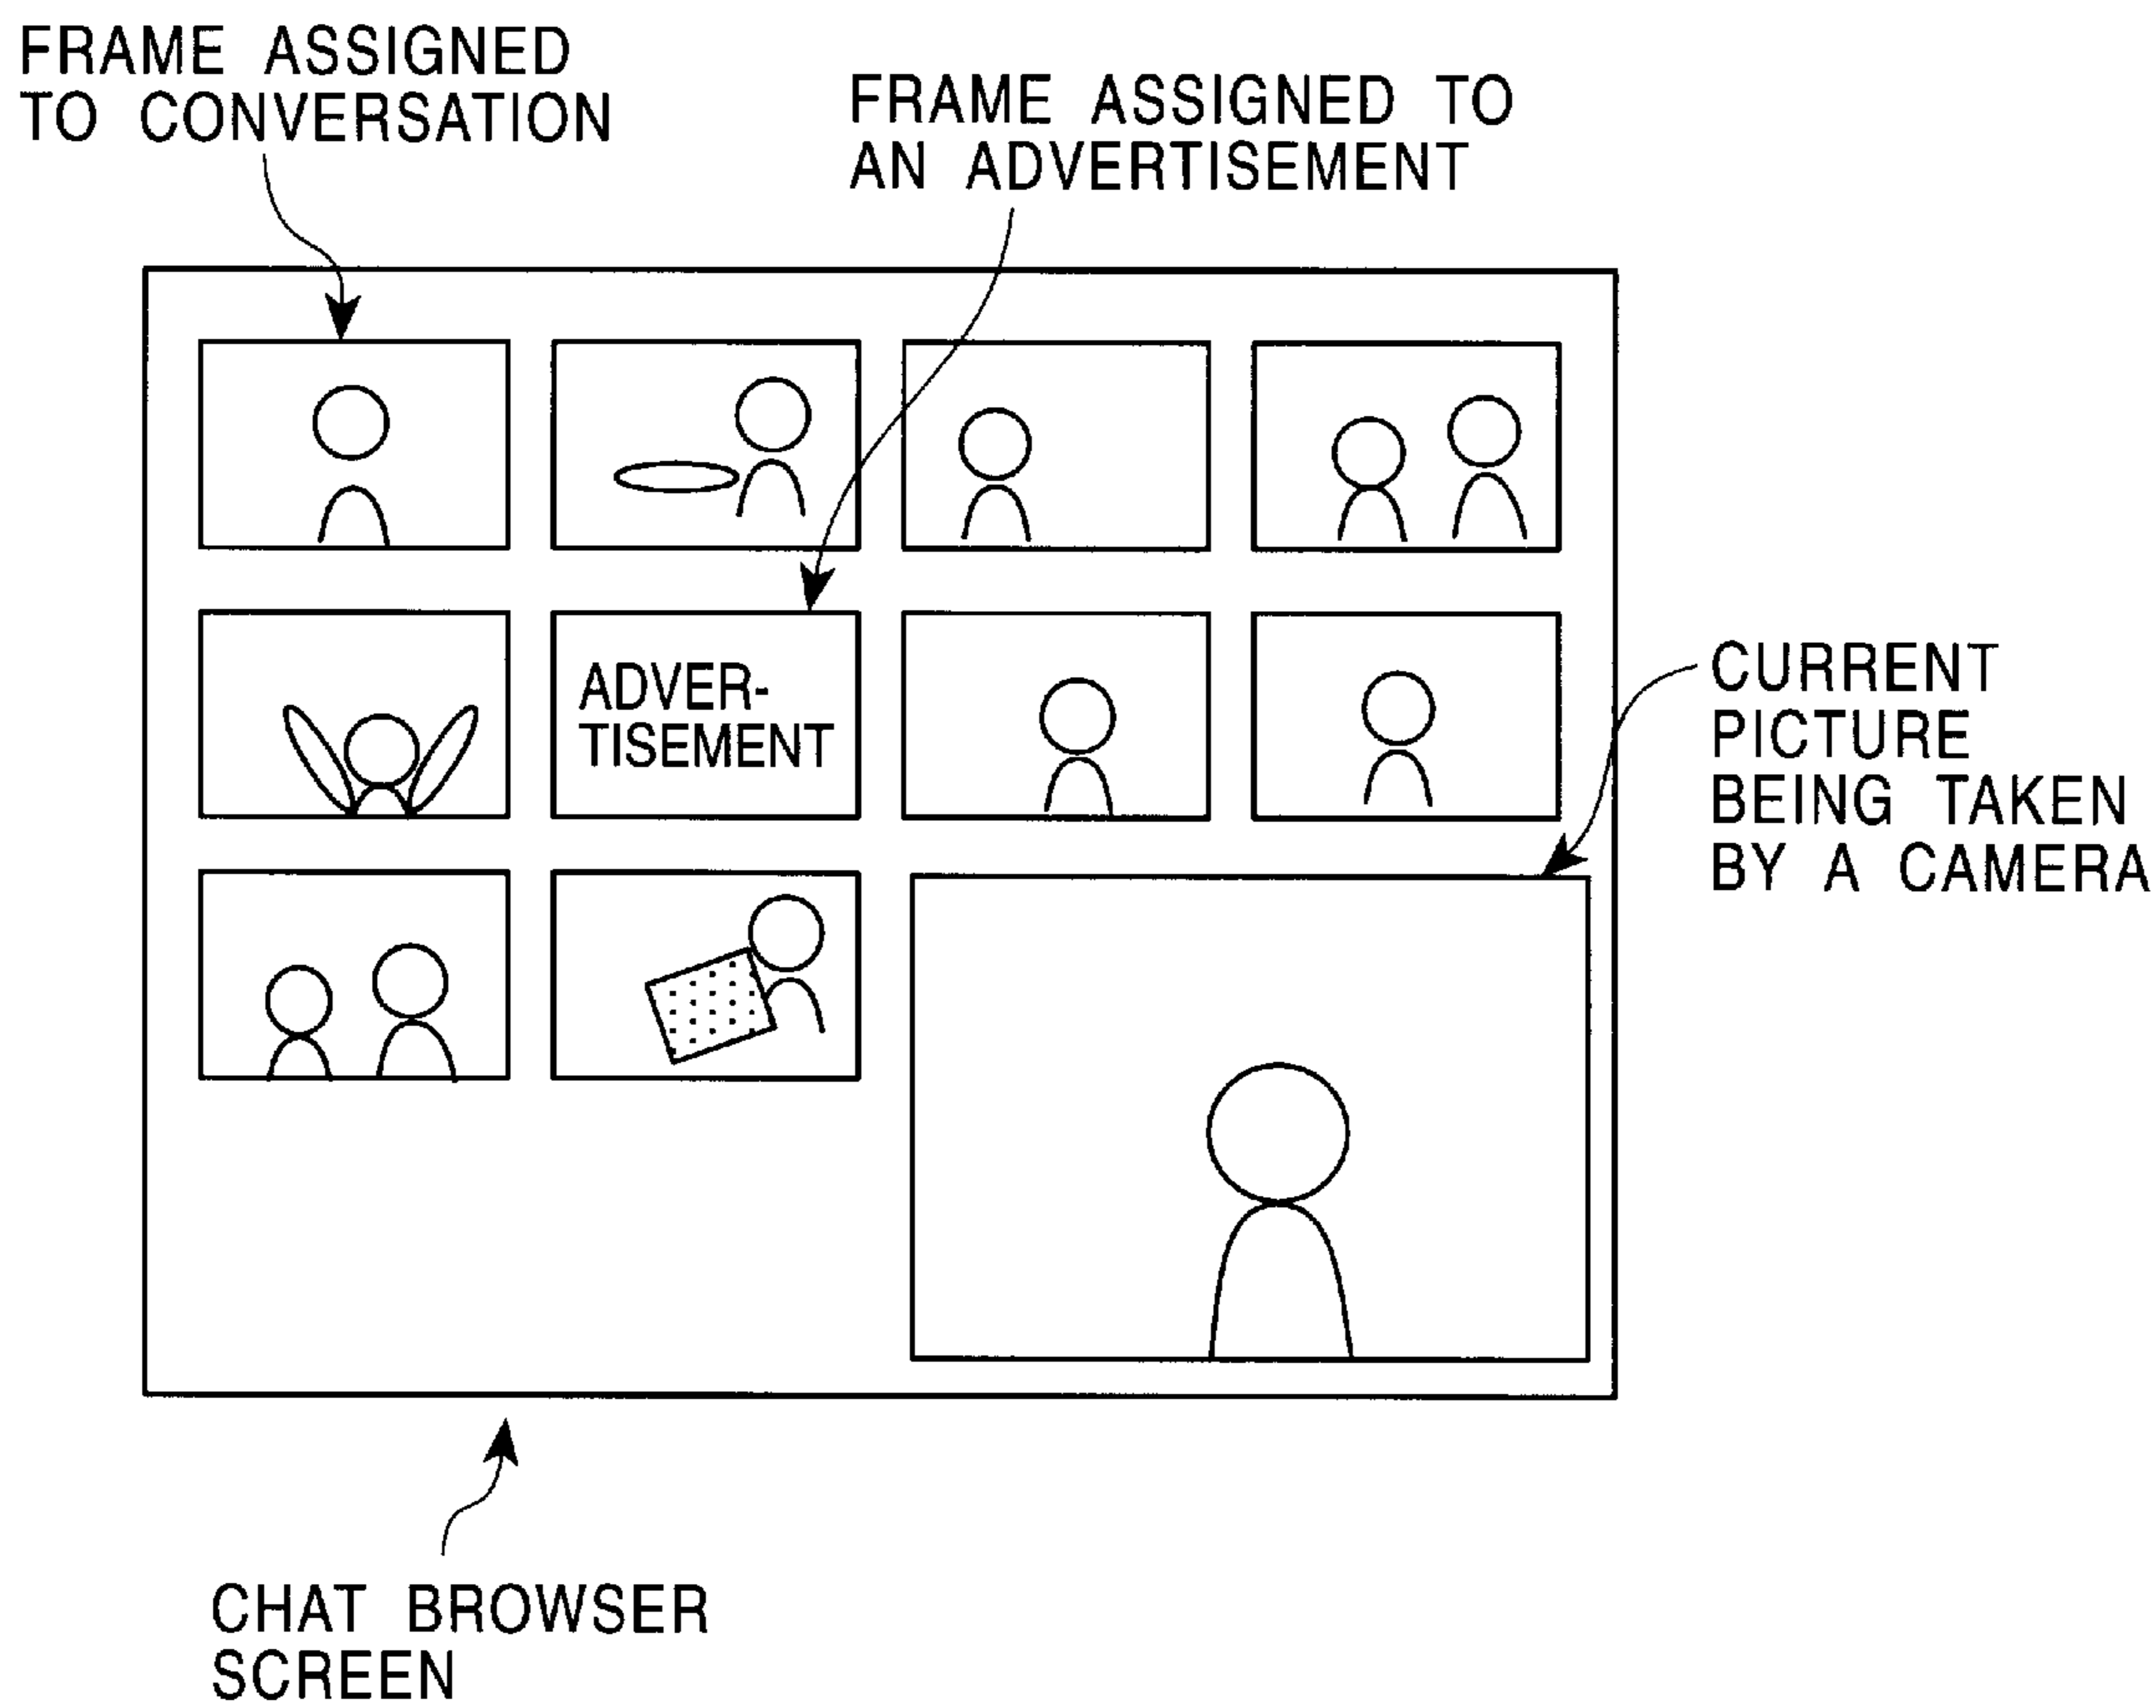 FRAME ASSIGNED
TO CONVERSATION
FRAME ASSIGNED TO
AN ADVERTISEMENT
ADVER-
TISEMENT
CURRENT
PICTURE
BEING TAKEN
BY A CAMERA
CHAT BROWSER
SCREEN